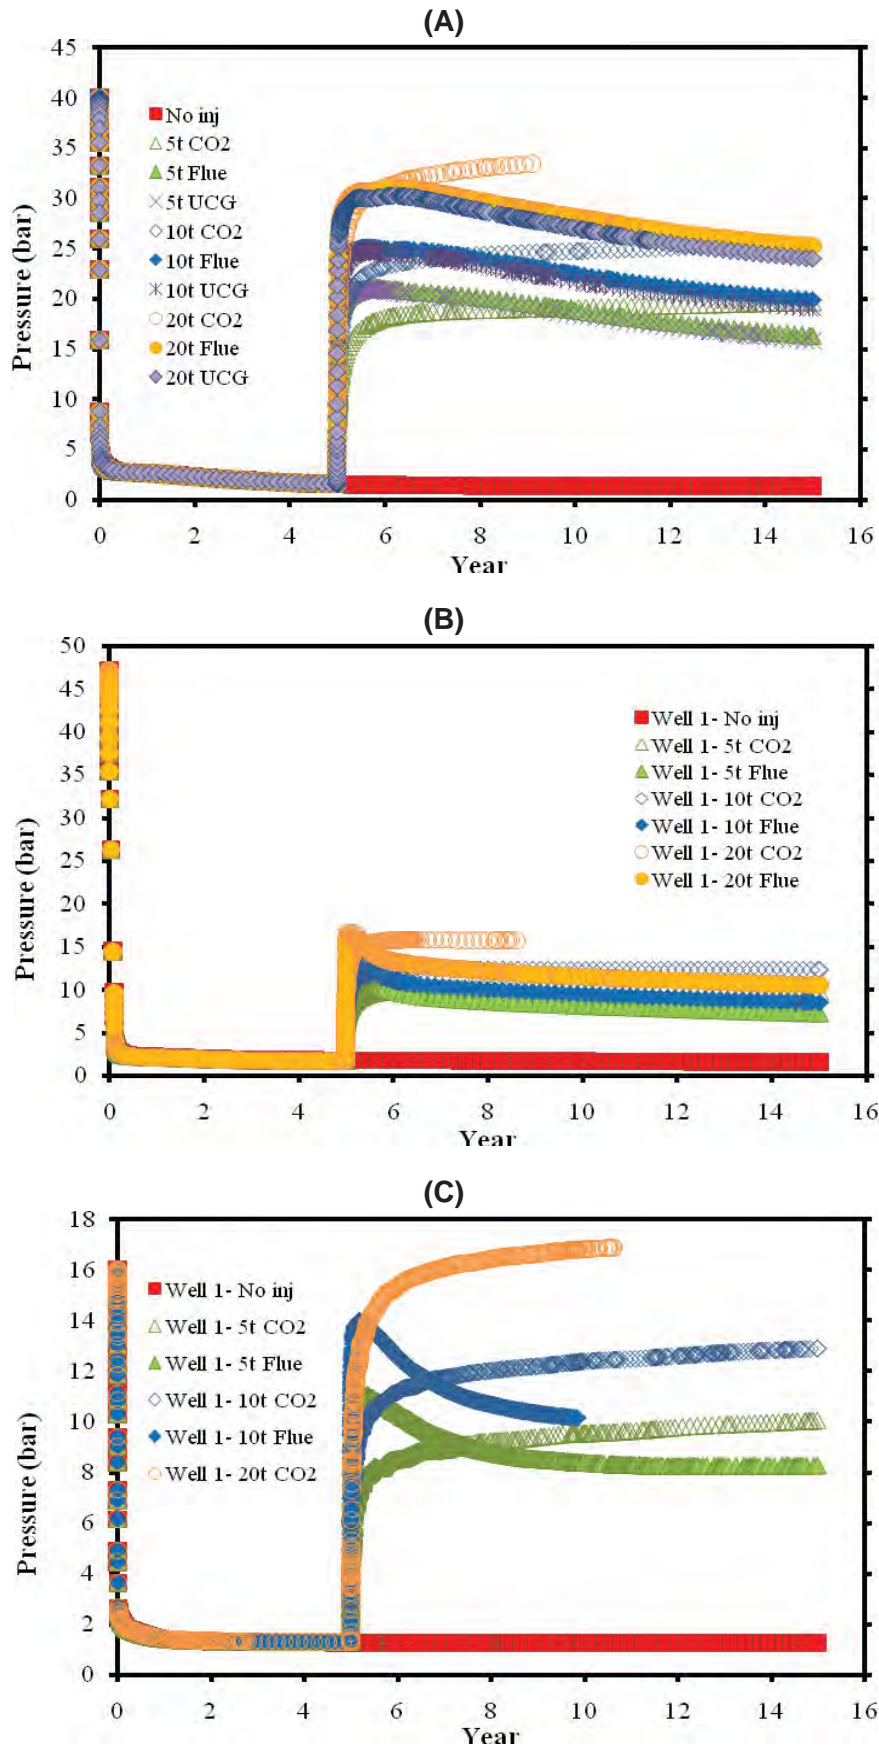 (A)
45
40
35
30
25
20
15
10
5
0
Pressure (bar)
No inj
5t CO2
5t Flue
5t UCG
10t CO2
10t Flue
10t UCG
20t CO2
20t Flue
20t UCG
0 2 4 6 8 10 12 14 16
Year
(B)
50
45
40
35
30
25
20
15
10
5
0
Pressure (bar)
Well 1- No inj
Well 1- 5t CO2
Well 1- 5t Flue
Well 1- 10t CO2
Well 1- 10t Flue
Well 1- 20t CO2
Well 1- 20t Flue
0 2 4 6 8 10 12 14 16
Year
(C)
18
16
14
12
10
8
6
4
2
0
Pressure (bar)
Well 1- No inj
Well 1- 5t CO2
Well 1- 5t Flue
Well 1- 10t CO2
Well 1- 10t Flue
Well 1- 20t CO2
0 2 4 6 8 10 12 14 16
Year